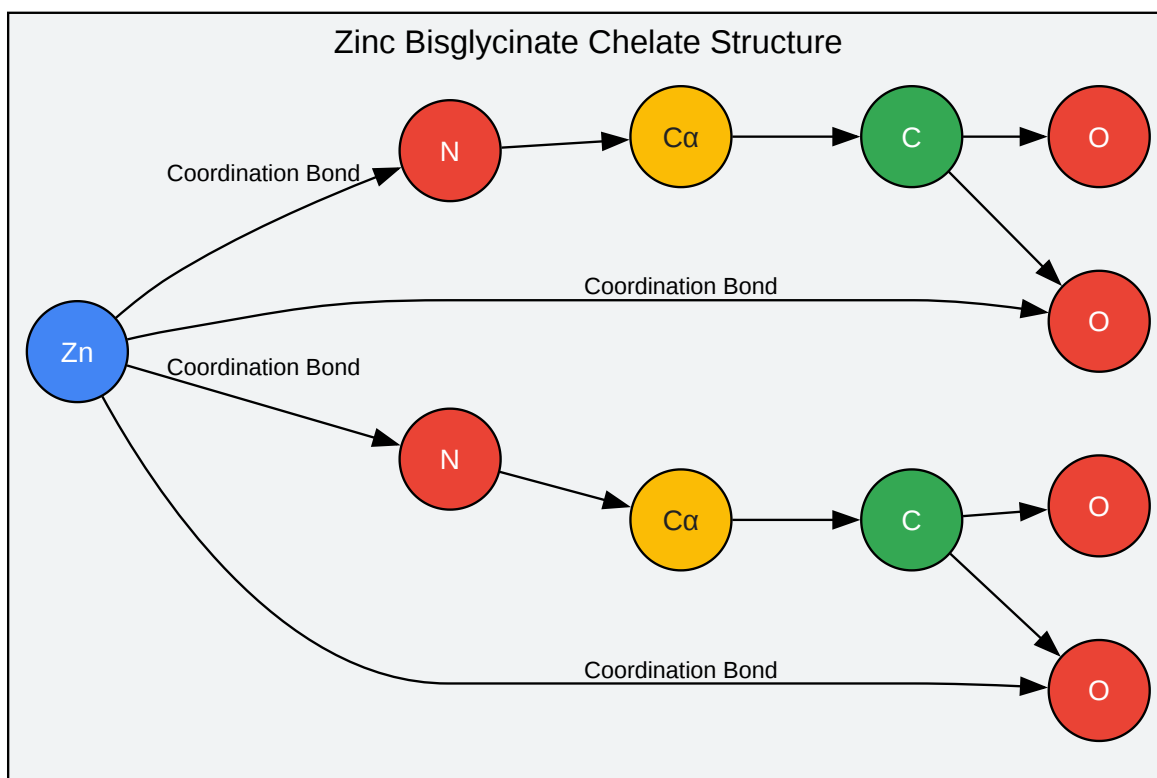 Zinc Bisglycinate Chelate Structure
N
Cα
C
O
Coordination Bond
Coordination Bond
O
Zn
Coordination Bond
N
Cα
C
O
Coordination Bond
O